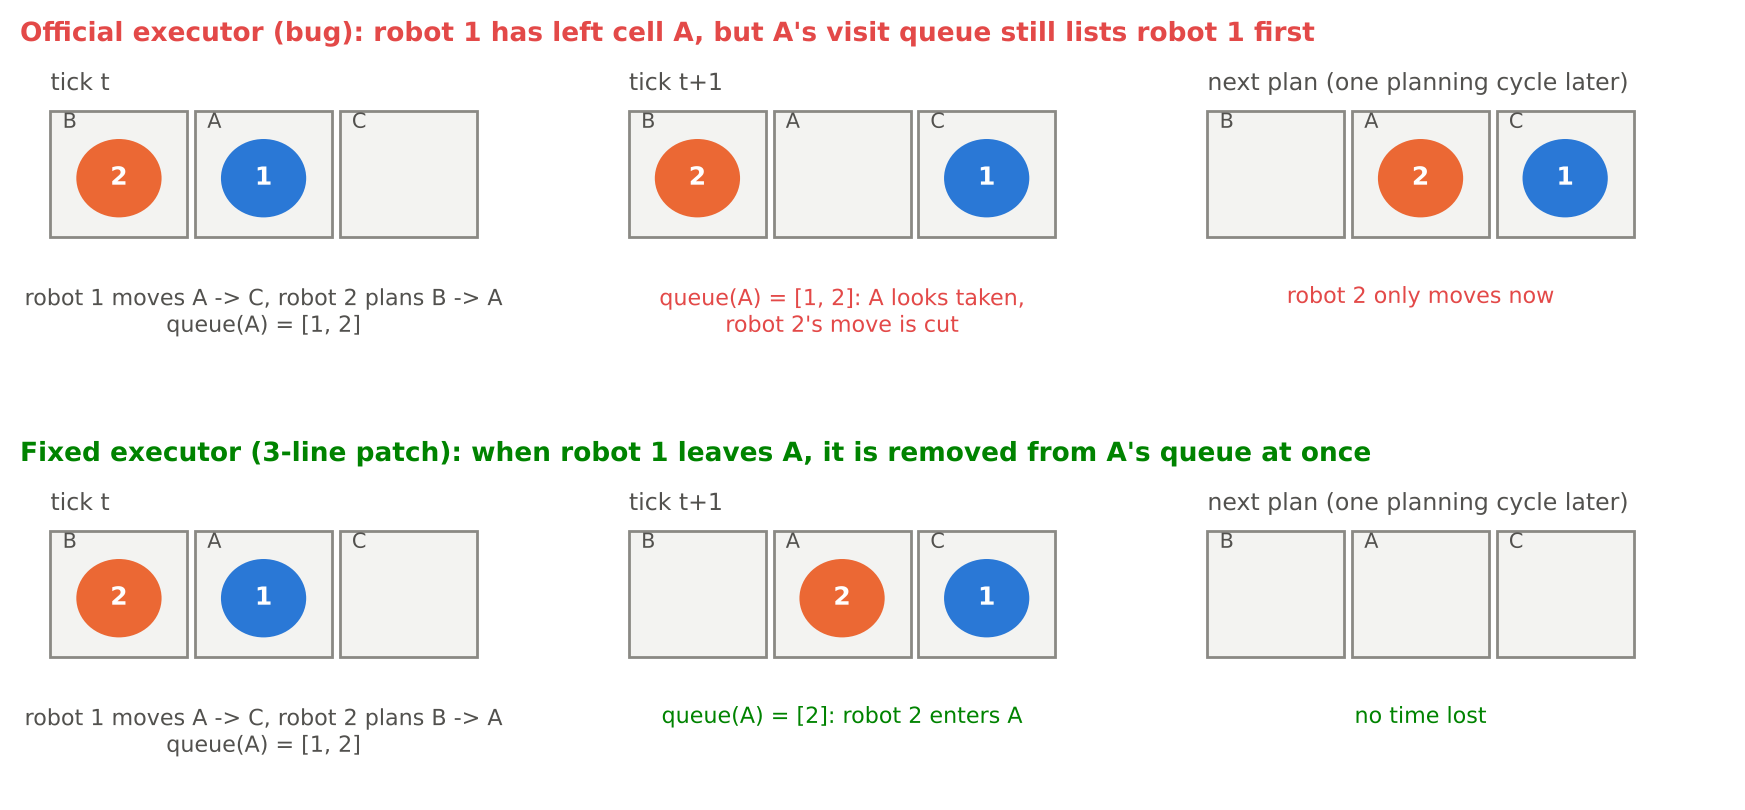 Official executor (bug): robot 1 has left cell A, but A's visit queue still lists robot 1 first
tick t
tick t+1
next plan (one planning cycle later)
B A C
B A C
B A C
2 1
2 1
2 1
robot 1 moves A -> C, robot 2 plans B -> A
queue(A) = [1, 2]
queue(A) = [1, 2]: A looks taken,
robot 2's move is cut
robot 2 only moves now
Fixed executor (3-line patch): when robot 1 leaves A, it is removed from A's queue at once
tick t
tick t+1
next plan (one planning cycle later)
B A C
B A C
B A C
2 1
2 1
robot 1 moves A -> C, robot 2 plans B -> A
queue(A) = [1, 2]
queue(A) = [2]: robot 2 enters A
no time lost